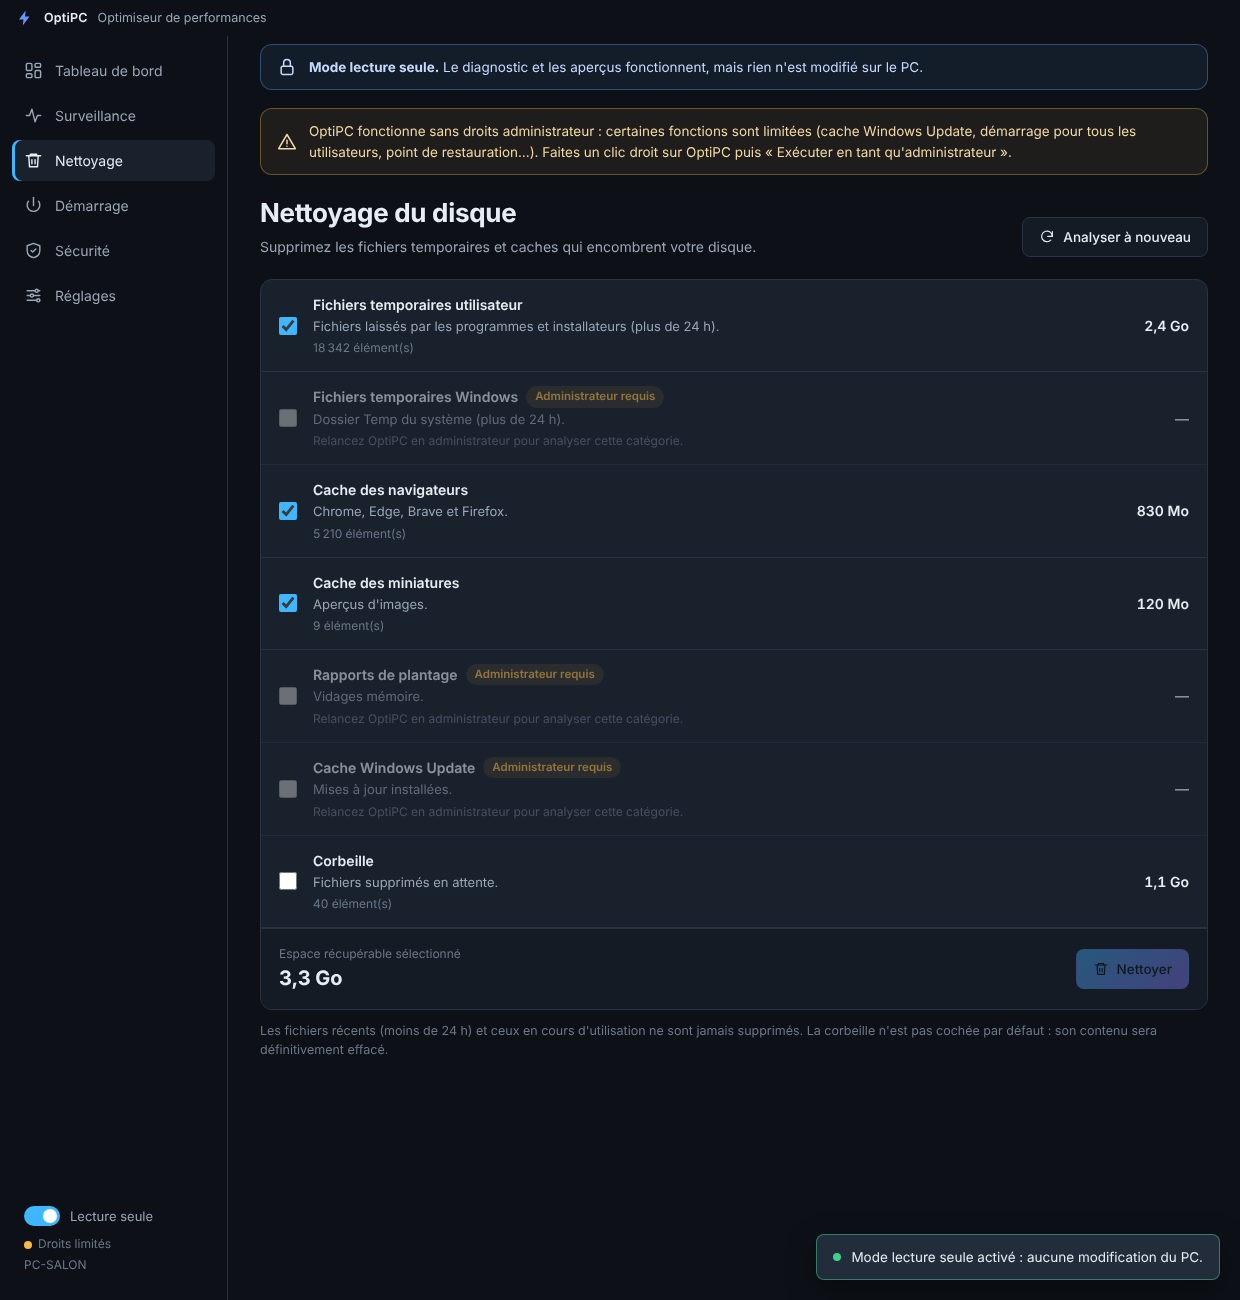 OptiPC Optimiseur de performances
Tableau de bord
Surveillance
Nettoyage
Démarrage
Sécurité
Réglages
Mode lecture seule. Le diagnostic et les aperçus fonctionnent, mais rien n'est modifié sur le PC.
OptiPC fonctionne sans droits administrateur : certaines fonctions sont limitées (cache Windows Update, démarrage pour tous les
utilisateurs, point de restauration…). Faites un clic droit sur OptiPC puis « Exécuter en tant qu'administrateur ».
Nettoyage du disque
Supprimez les fichiers temporaires et caches qui encombrent votre disque.
Analyser à nouveau
Fichiers temporaires utilisateur
Fichiers laissés par les programmes et installateurs (plus de 24 h).
18 342 élément(s)
2,4 Go
Fichiers temporaires Windows Administrateur requis
Dossier Temp du système (plus de 24 h).
Relancez OptiPC en administrateur pour analyser cette catégorie.
—
Cache des navigateurs
Chrome, Edge, Brave et Firefox.
5 210 élément(s)
830 Mo
Cache des miniatures
Aperçus d'images.
9 élément(s)
120 Mo
Rapports de plantage Administrateur requis
Vidages mémoire.
Relancez OptiPC en administrateur pour analyser cette catégorie.
—
Cache Windows Update Administrateur requis
Mises à jour installées.
Relancez OptiPC en administrateur pour analyser cette catégorie.
—
Corbeille
Fichiers supprimés en attente.
40 élément(s)
1,1 Go
Espace récupérable sélectionné
3,3 Go
Nettoyer
Les fichiers récents (moins de 24 h) et ceux en cours d'utilisation ne sont jamais supprimés. La corbeille n'est pas cochée par défaut : son contenu sera
définitivement effacé.
Lecture seule
Droits limités
PC-SALON
Mode lecture seule activé : aucune modification du PC.